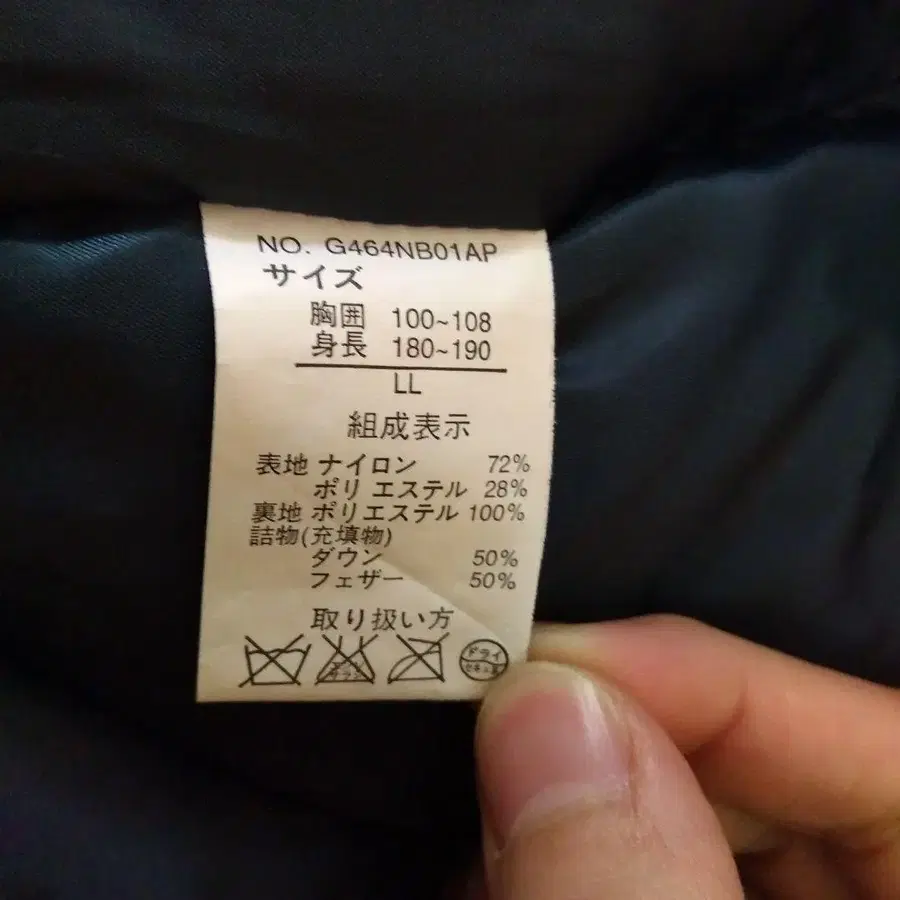 NO. G464NB01AP
サイズ
胸囲 100~108
身長 180~190
LL
組成表示
表地 ナイロン 72%
ポリ エステル 28%
裏地 ポリエステル 100%
詰物(充填物)
ダウン 50%
フェザー 50%
取り扱い方
ドライ